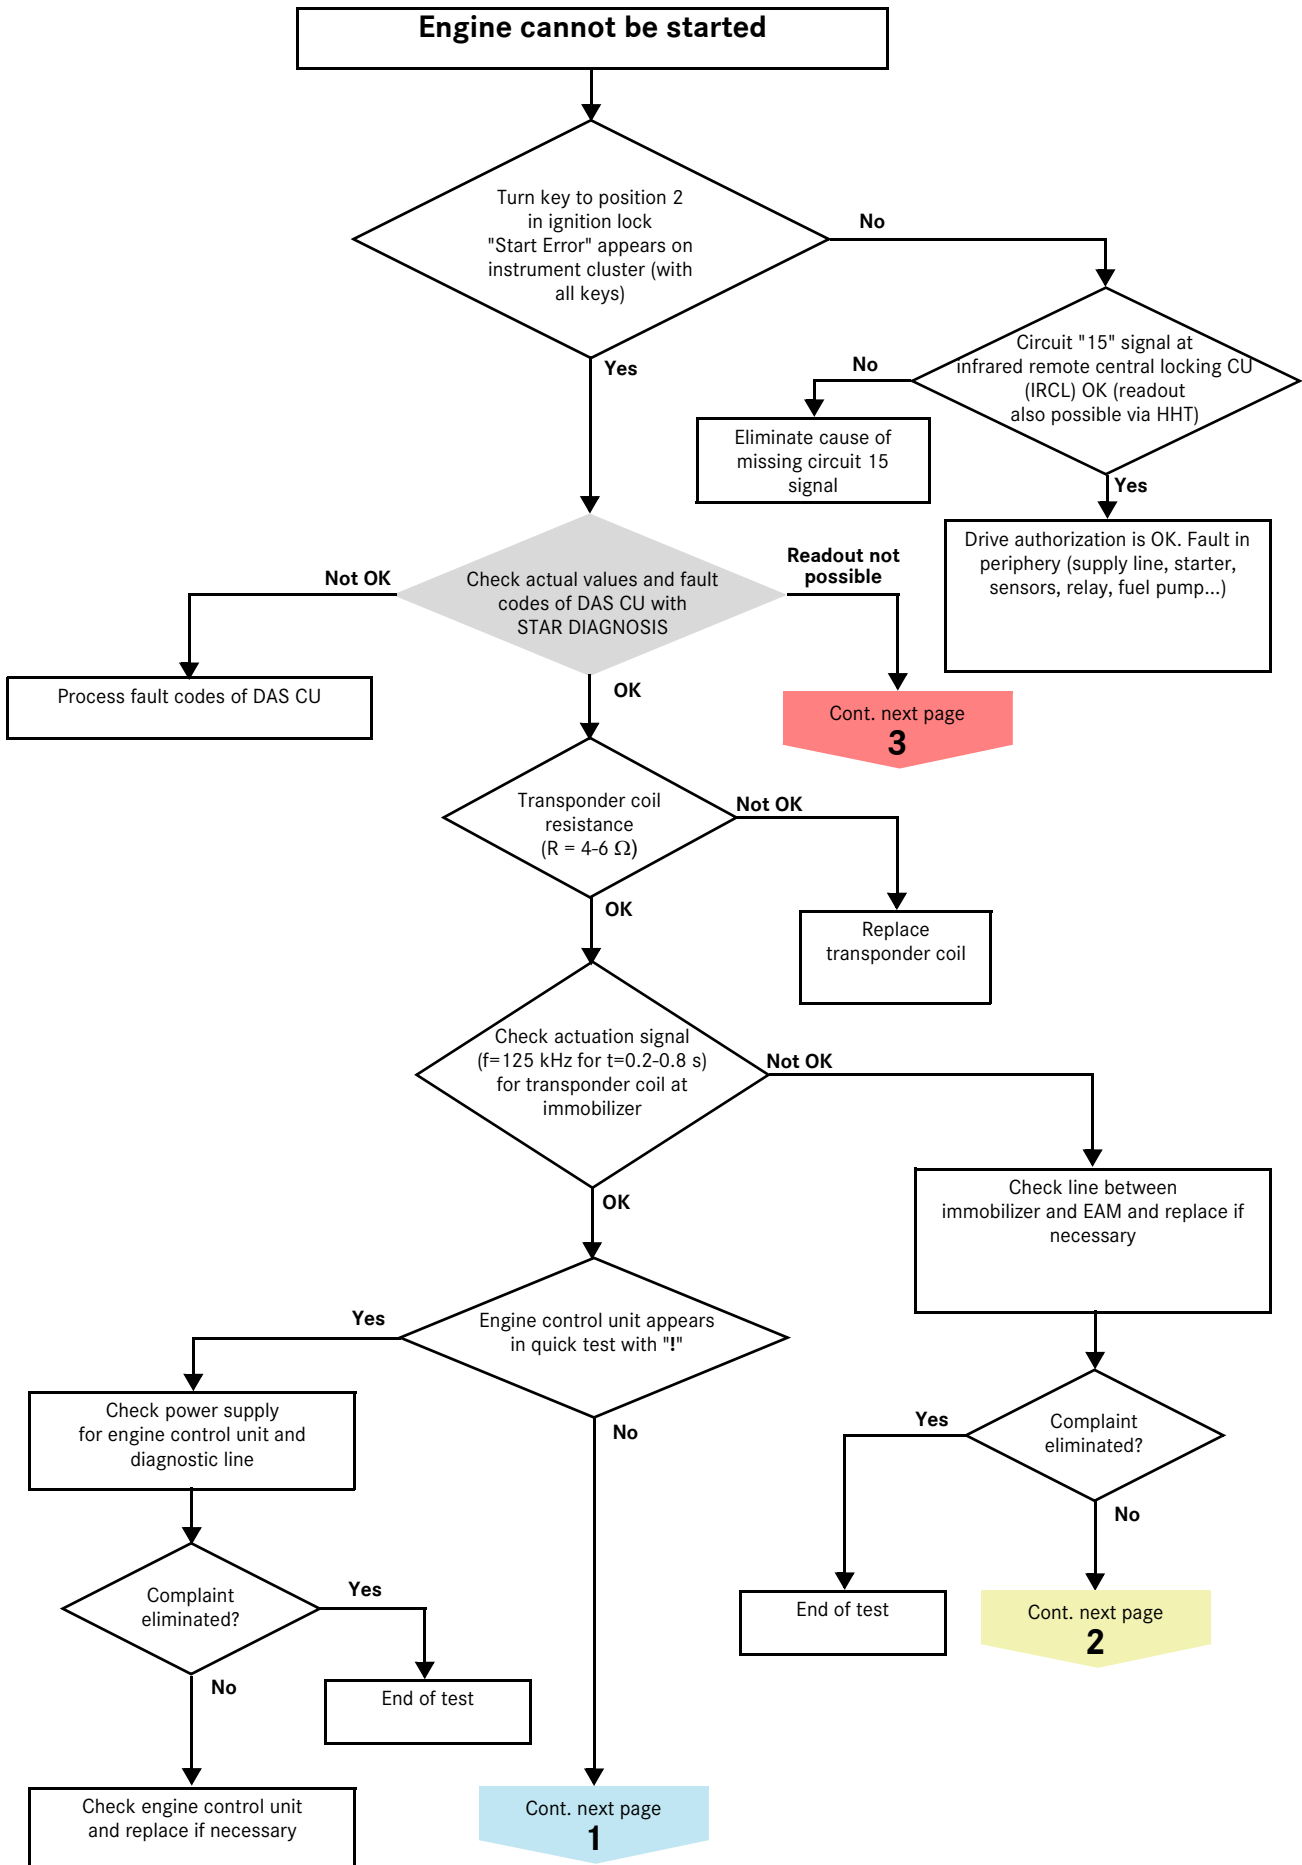 Engine cannot be started
Turn key to position 2
in ignition lock
"Start Error" appears on
instrument cluster (with
all keys)
No
Yes
Circuit "15" signal at
infrared remote central locking CU
(IRCL) OK (readout
also possible via HHT)
No
Eliminate cause of
missing circuit 15
signal
Yes
Drive authorization is OK. Fault in
periphery (supply line, starter,
sensors, relay, fuel pump...)
Check actual values and fault
codes of DAS CU with
STAR DIAGNOSIS
Not OK
Readout not
possible
OK
Process fault codes of DAS CU
Cont. next page
3
Transponder coil
resistance
(R = 4-6 Ω)
Not OK
OK
Replace
transponder coil
Check actuation signal
(f=125 kHz for t=0.2-0.8 s)
for transponder coil at
immobilizer
Not OK
OK
Check line between
immobilizer and EAM and replace if
necessary
Engine control unit appears
in quick test with "!"
Yes
No
Check power supply
for engine control unit and
diagnostic line
Complaint
eliminated?
Yes
No
Complaint
eliminated?
Yes
No
End of test
Cont. next page
2
End of test
Check engine control unit
and replace if necessary
Cont. next page
1